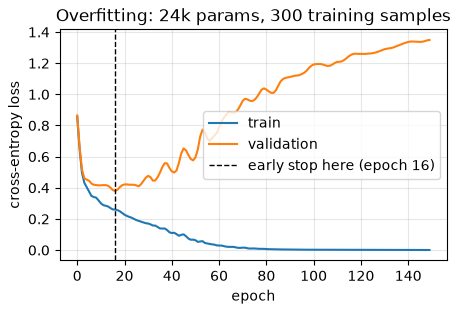 Overfitting: 24k params, 300 training samples
1.4
1.2
1.0
0.8
0.6
0.4
0.2
0.0
cross-entropy loss
train
validation
early stop here (epoch 16)
0 20 40 60 80 100 120 140
epoch